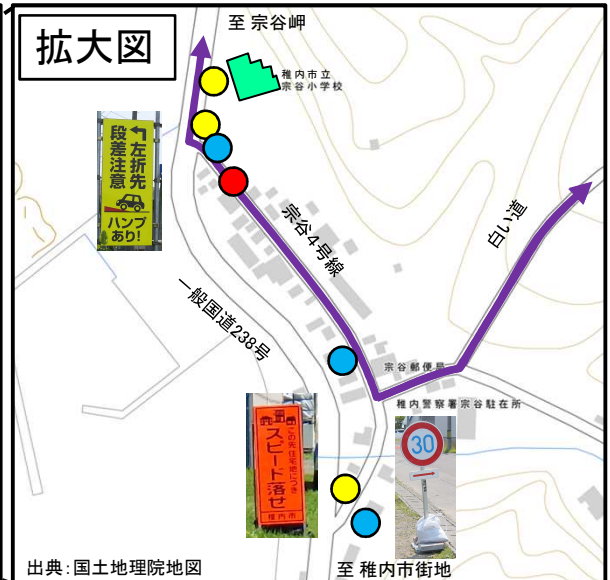 拡大図
至 宗谷岬
稚内市立
宗谷小学校
←左折先
段差注意
ハンプ
あり!
宗谷4号線
白い道
一般国道238号
宗谷郵便局
稚内警察署宗谷駐在所
この先住宅地につき
スピード落せ
稚内市
30
出典:国土地理院地図
至 稚内市街地